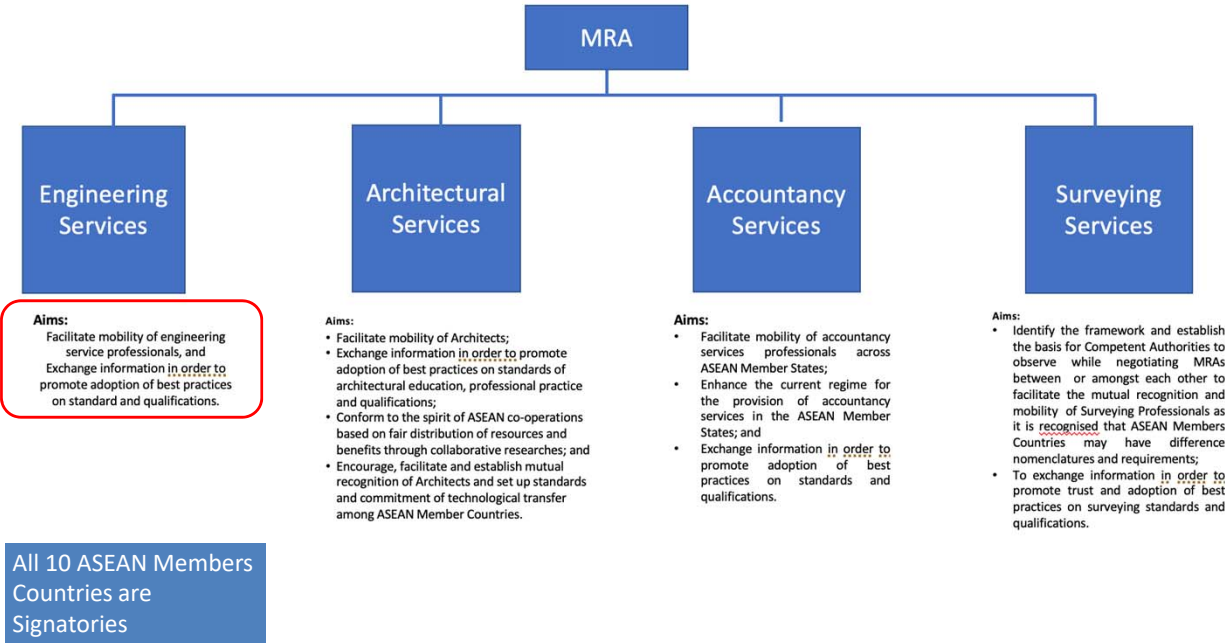 MRA
Engineering
Services
Architectural
Services
Accountancy
Services
Surveying
Services
Aims:
Facilitate mobility of engineering
service professionals, and
Exchange information in order to
promote adoption of best practices
on standard and qualifications.
Aims:
• Facilitate mobility of Architects;
• Exchange information in order to promote
adoption of best practices on standards of
architectural education, professional practice
and qualifications;
• Conform to the spirit of ASEAN co-operations
based on fair distribution of resources and
benefits through collaborative researches; and
• Encourage, facilitate and establish mutual
recognition of Architects and set up standards
and commitment of technological transfer
among ASEAN Member Countries.
Aims:
• Facilitate mobility of accountancy
services professionals across
ASEAN Member States;
• Enhance the current regime for
the provision of accountancy
services in the ASEAN Member
States; and
• Exchange information in order to
promote adoption of best
practices on standards and
qualifications.
Aims:
• Identify the framework and establish
the basis for Competent Authorities to
observe while negotiating MRAs
between or amongst each other to
facilitate the mutual recognition and
mobility of Surveying Professionals as
it is recognised that ASEAN Members
Countries may have difference
nomenclatures and requirements;
• To exchange information in order to
promote trust and adoption of best
practices on surveying standards and
qualifications.
All 10 ASEAN Members
Countries are
Signatories